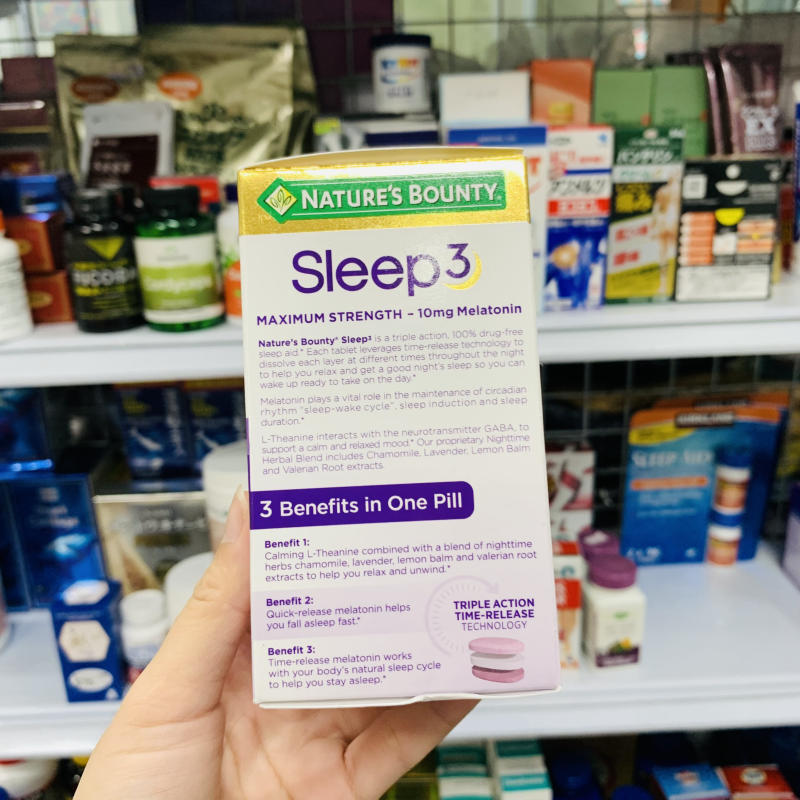 NATURE'S BOUNTY®
Sleep3
MAXIMUM STRENGTH – 10mg Melatonin
Nature's Bounty® Sleep³ is a triple action, 100% drug-free
sleep aid.* Each tablet leverages time-release technology to
dissolve each layer at different times throughout the night
to help you relax and get a good night's sleep so you can
wake up ready to take on the day.*
Melatonin plays a vital role in the maintenance of circadian
rhythm "sleep-wake cycle", sleep induction and sleep
duration.*
L-Theanine interacts with the neurotransmitter GABA, to
support a calm and relaxed mood.* Our proprietary Nighttime
Herbal Blend includes Chamomile, Lavender, Lemon Balm
and Valerian Root extracts.
3 Benefits in One Pill
Benefit 1:
Calming L-Theanine combined with a blend of nighttime
herbs chamomile, lavender, lemon balm and valerian root
extracts to help you relax and unwind.*
Benefit 2:
Quick-release melatonin helps
you fall asleep fast.*
Benefit 3:
Time-release melatonin works
with your body's natural sleep cycle
to help you stay asleep.*
TRIPLE ACTION
TIME-RELEASE
TECHNOLOGY
SLEEP AID
EX